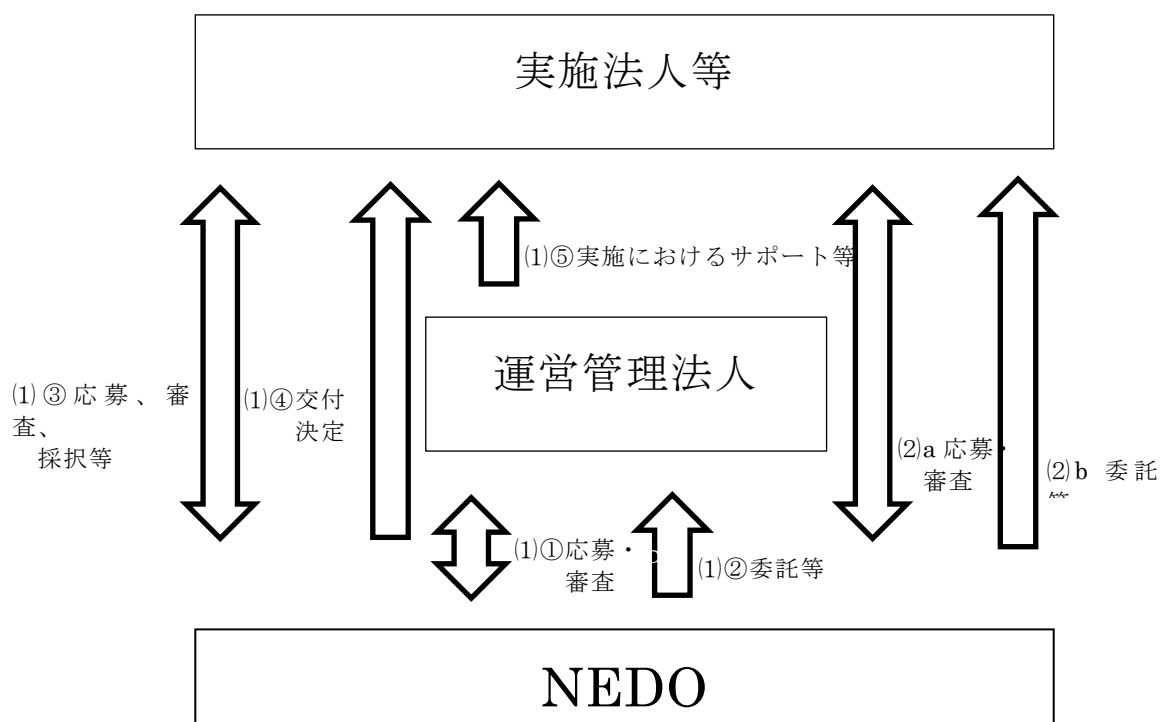 実施法人等
⑴⑤実施におけるサポート等
運営管理法人
⑴③応募、審
査、
採択等
⑴④交付
決定
⑵a 応募・
審査
⑵b 委託
⑴①応募・
審査
⑴②委託等
NEDO